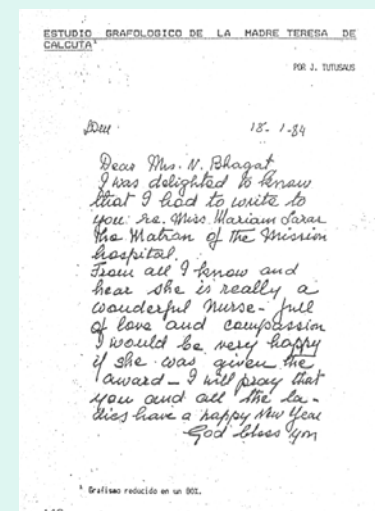 ESTUDIO GRAFOLOGICO DE LA MADRE TERESA DE
CALCUTA¹
POR J. TUTUSAUS
18-1-84
Dear Mrs. N. Bhagat
I was delighted to know
that I had to write to
you re. Miss Mariam
the Matran of the Mission
hospital.
From all I know and
hear she is really a
wonderful Nurse - full
of love and compassion
I would be very happy
if she was given the
award - I will pray that
you and all the la-
dies have a happy New Year
God bless you
¹ Grafismo reducido en un 80%.